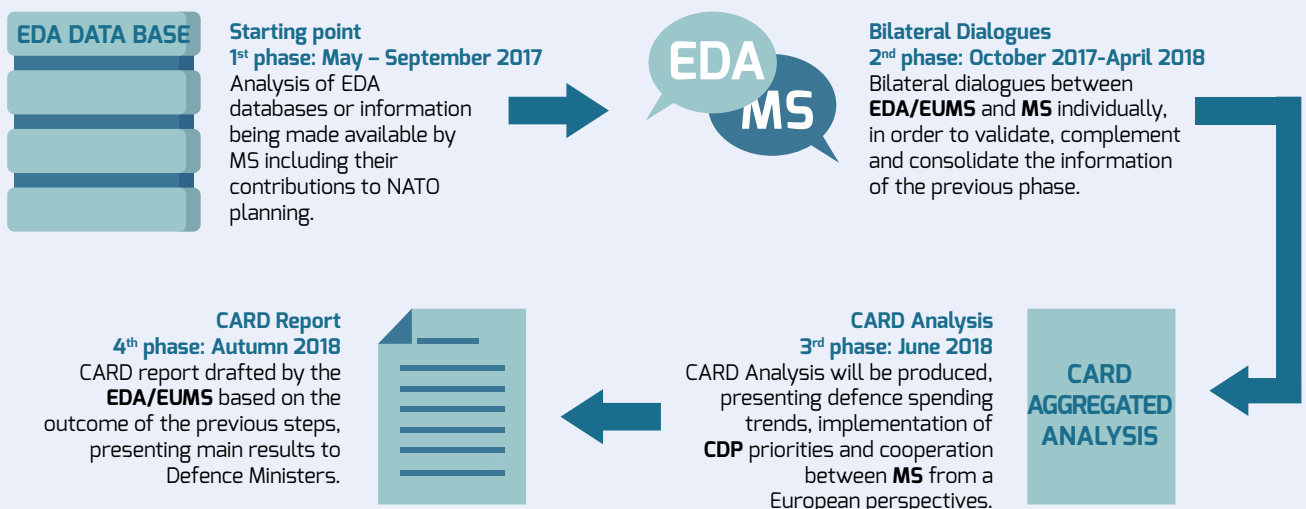 EDA DATA BASE
Starting point
1st phase: May – September 2017
Analysis of EDA
databases or information
being made available by
MS including their
contributions to NATO
planning.
EDA
MS
Bilateral Dialogues
2nd phase: October 2017-April 2018
Bilateral dialogues between
EDA/EUMS and MS individually,
in order to validate, complement
and consolidate the information
of the previous phase.
CARD
AGGREGATED
ANALYSIS
CARD Analysis
3rd phase: June 2018
CARD Analysis will be produced,
presenting defence spending
trends, implementation of
CDP priorities and cooperation
between MS from a
European perspectives.
CARD Report
4th phase: Autumn 2018
CARD report drafted by the
EDA/EUMS based on the
outcome of the previous steps,
presenting main results to
Defence Ministers.